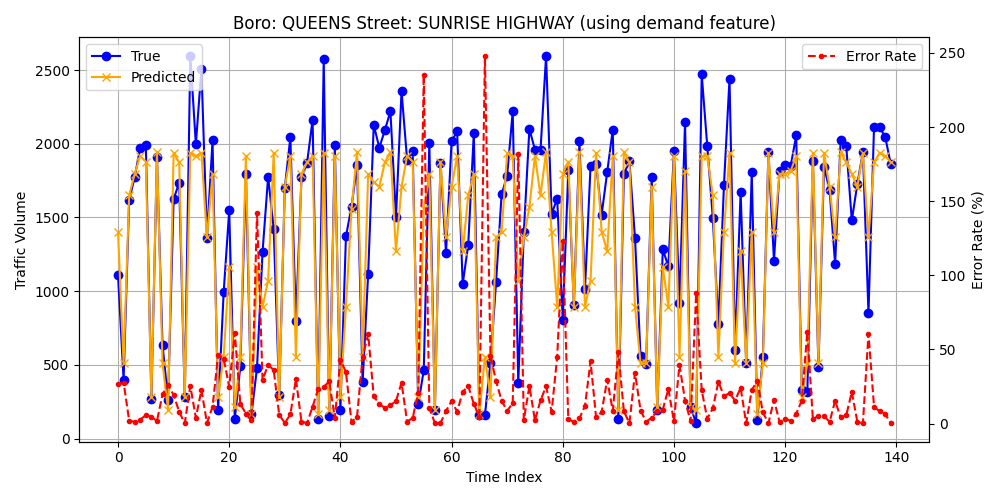 Boro: QUEENS Street: SUNRISE HIGHWAY (using demand feature)
True
Predicted
Error Rate
Traffic Volume
2500
2000
1500
1000
500
0
250
200
150
100
50
0
Error Rate (%)
0 20 40 60 80 100 120 140
Time Index